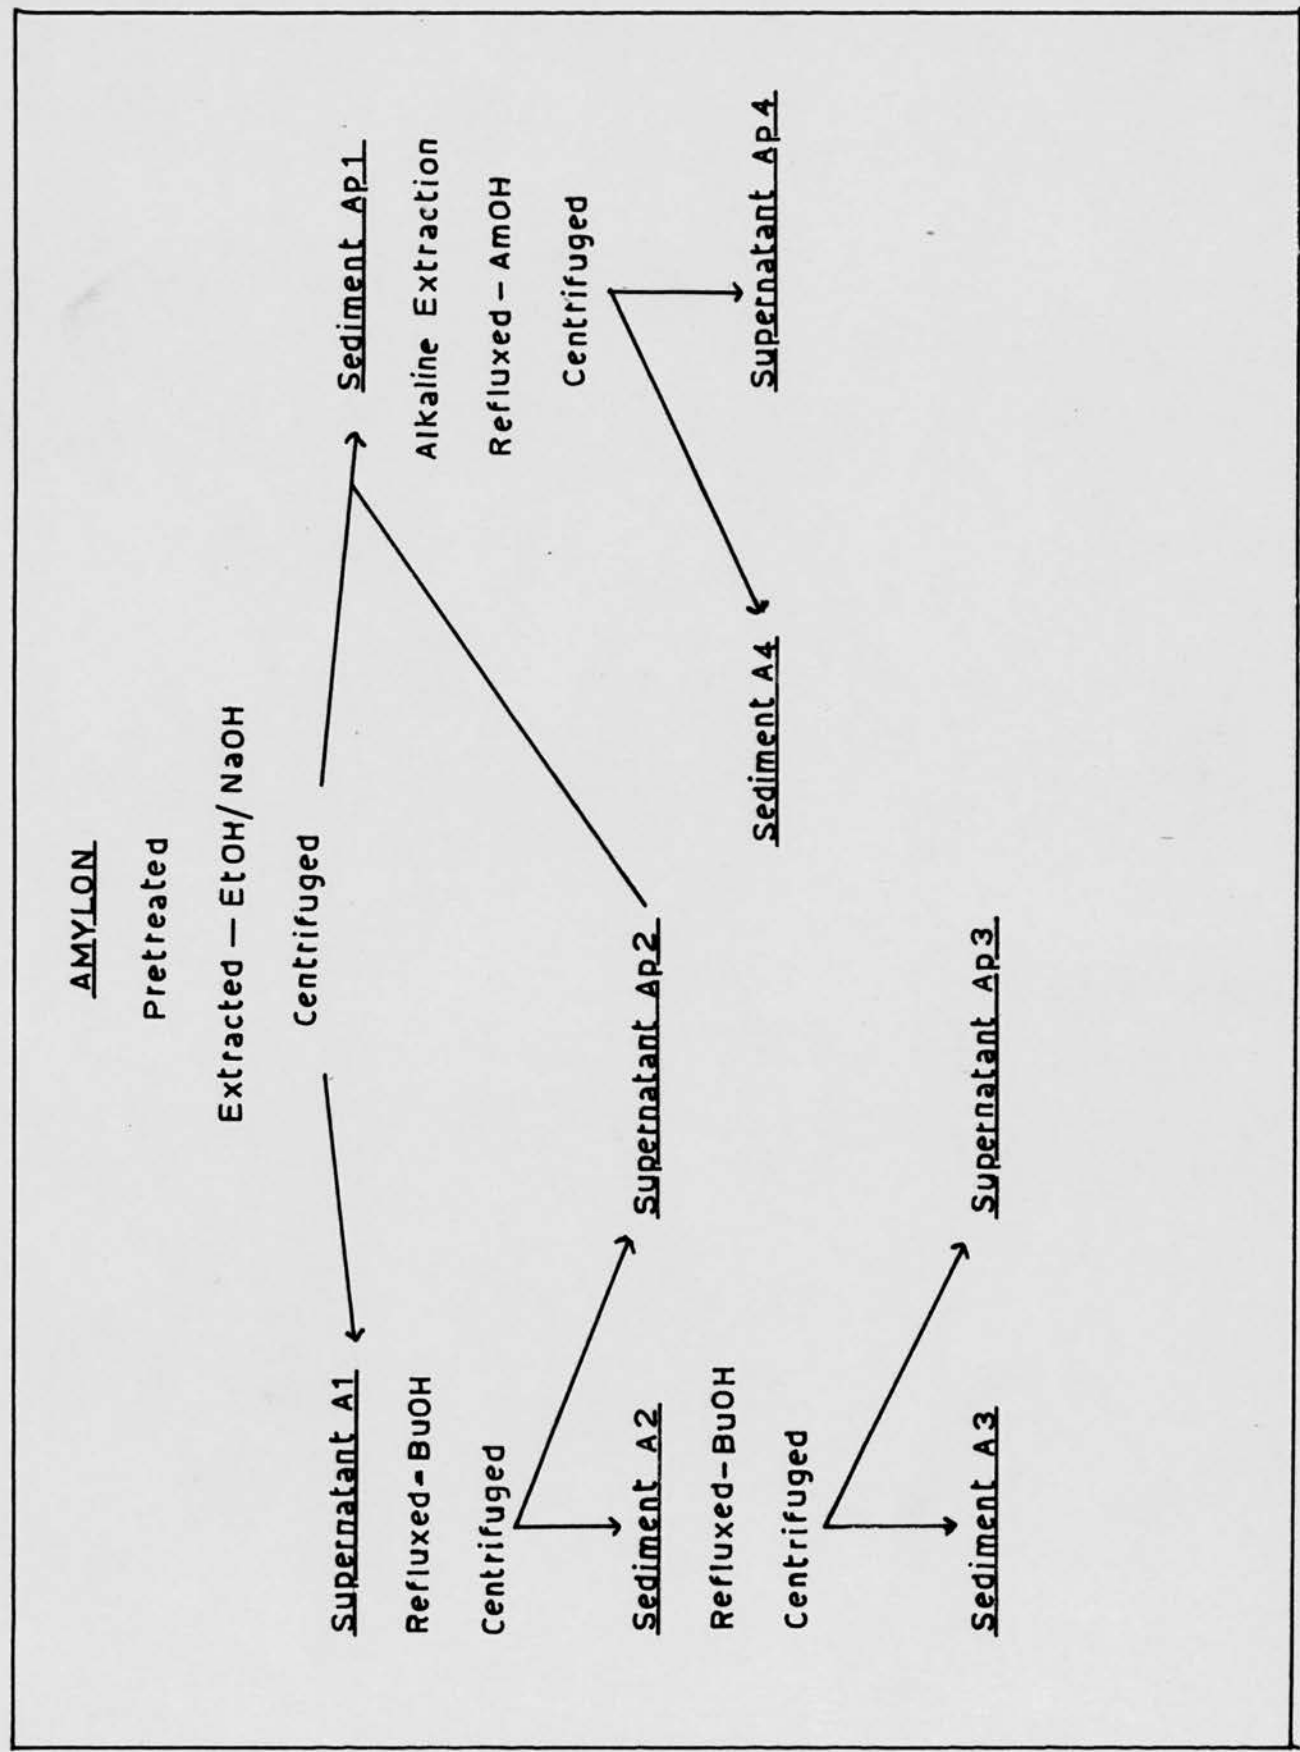 AMYLON
Pretreated
Extracted — EtOH/NaOH
Centrifuged
Supernatant A1
Refluxed-BuOH
Centrifuged
Sediment A2
Refluxed-BuOH
Centrifuged
Sediment A3
Supernatant Ap2
Supernatant Ap3
Sediment Ap1
Alkaline Extraction
Refluxed-AmOH
Centrifuged
Sediment A4
Supernatant Ap4